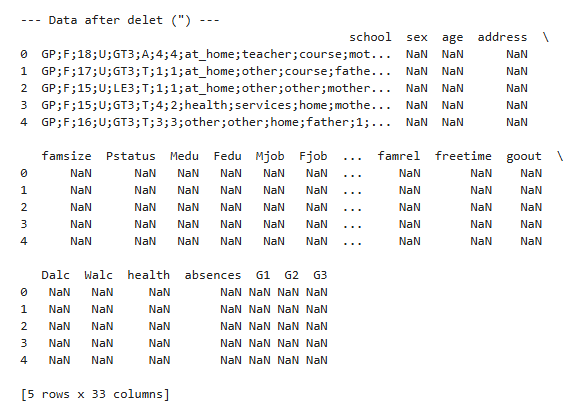 --- Data after delet (") ---
school sex age address \
0 GP;F;18;U;GT3;A;4;4;at_home;teacher;course;mot... NaN NaN NaN
1 GP;F;17;U;GT3;T;1;1;at_home;other;course;fathe... NaN NaN NaN
2 GP;F;15;U;LE3;T;1;1;at_home;other;other;mother... NaN NaN NaN
3 GP;F;15;U;GT3;T;4;2;health;services;home;mothe... NaN NaN NaN
4 GP;F;16;U;GT3;T;3;3;other;other;home;father;1;... NaN NaN NaN
famsize Pstatus Medu Fedu Mjob Fjob ... famrel freetime goout \
0 NaN NaN NaN NaN NaN NaN ... NaN NaN NaN
1 NaN NaN NaN NaN NaN NaN ... NaN NaN NaN
2 NaN NaN NaN NaN NaN NaN ... NaN NaN NaN
3 NaN NaN NaN NaN NaN NaN ... NaN NaN NaN
4 NaN NaN NaN NaN NaN NaN ... NaN NaN NaN
Dalc Walc health absences G1 G2 G3
0 NaN NaN NaN NaN NaN NaN NaN
1 NaN NaN NaN NaN NaN NaN NaN
2 NaN NaN NaN NaN NaN NaN NaN
3 NaN NaN NaN NaN NaN NaN NaN
4 NaN NaN NaN NaN NaN NaN NaN
[5 rows x 33 columns]